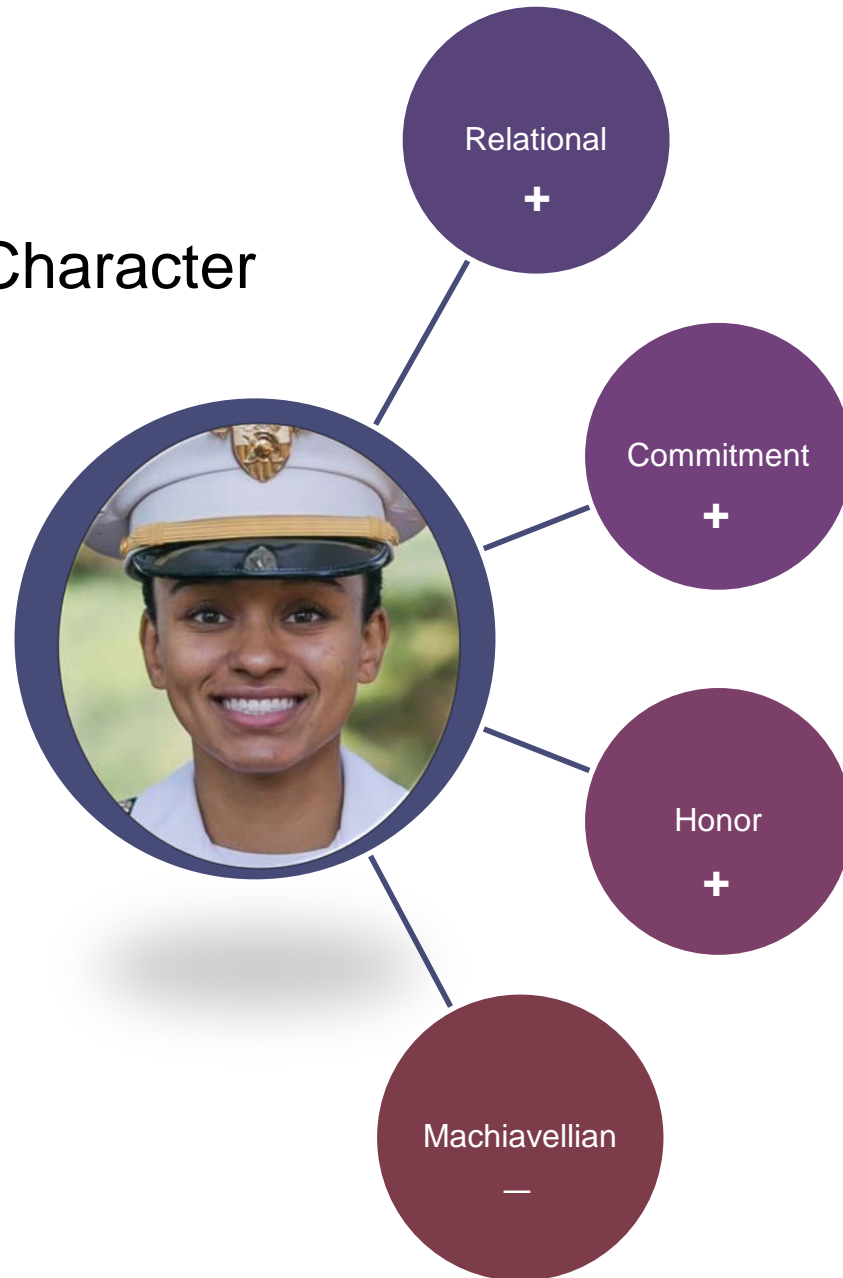 Relational
+
Character
Commitment
+
Honor
+
Machiavellian
–